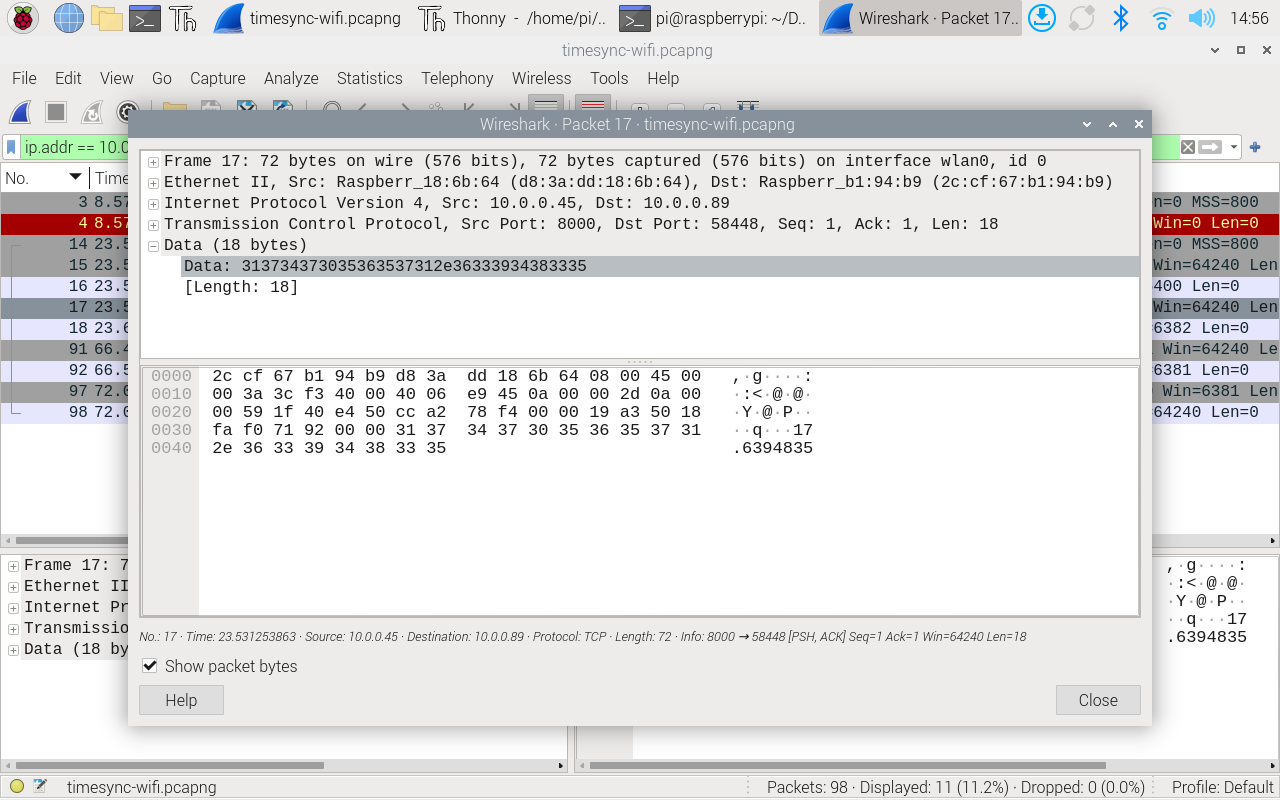 timesync-wifi.pcapng
Thonny - /home/pi/..
pi@raspberrypi: ~/D..
Wireshark · Packet 17..
14:56
timesync-wifi.pcapng
File Edit View Go Capture Analyze Statistics Telephony Wireless Tools Help
ip.addr == 10.0
No. Time
3 8.57
4 8.57
14 23.5
15 23.5
16 23.5
17 23.5
18 23.6
91 66.4
92 66.5
97 72.0
98 72.0
n=0 MSS=800
Win=0 Len=0
n=0 MSS=800
Win=64240 Len
6400 Len=0
Win=64240 Len
6382 Len=0
Win=64240 Le
6381 Len=0
Win=6381 Len
64240 Len=0
Wireshark · Packet 17 · timesync-wifi.pcapng
Frame 17: 72 bytes on wire (576 bits), 72 bytes captured (576 bits) on interface wlan0, id 0
Ethernet II, Src: Raspberr_18:6b:64 (d8:3a:dd:18:6b:64), Dst: Raspberr_b1:94:b9 (2c:cf:67:b1:94:b9)
Internet Protocol Version 4, Src: 10.0.0.45, Dst: 10.0.0.89
Transmission Control Protocol, Src Port: 8000, Dst Port: 58448, Seq: 1, Ack: 1, Len: 18
Data (18 bytes)
Data: 313734373035363537312e36333934383335
[Length: 18]
0000 2c cf 67 b1 94 b9 d8 3a dd 18 6b 64 08 00 45 00 ,·g····:
0010 00 3a 3c f3 40 00 40 06 e9 45 0a 00 00 2d 0a 00 ·:<·@·@·
0020 00 59 1f 40 e4 50 cc a2 78 f4 00 00 19 a3 50 18 ·Y·@·P··
0030 fa f0 71 92 00 00 31 37 34 37 30 35 36 35 37 31 ··q···17
0040 2e 36 33 39 34 38 33 35 .6394835
No.: 17 · Time: 23.531253863 · Source: 10.0.0.45 · Destination: 10.0.0.89 · Protocol: TCP · Length: 72 · Info: 8000 → 58448 [PSH, ACK] Seq=1 Ack=1 Win=64240 Len=18
Show packet bytes
Help
Close
Frame 17: 7
Ethernet II
Internet Pr
Transmissio
Data (18 by
,·g····:
·:<·@·@·
·Y·@·P··
··q···17
.6394835
timesync-wifi.pcapng
Packets: 98 · Displayed: 11 (11.2%) · Dropped: 0 (0.0%)
Profile: Default